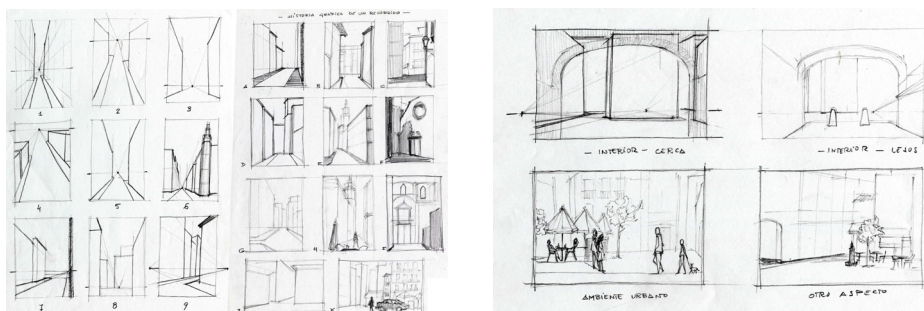 1 2 3
4 5 6
7 8 9
— HISTORIA GRAFICA DE UN RECORRIDO —
A B C
D E F
G H
— INTERIOR — CERCA
— INTERIOR — LEJOS
AMBIENTE URBANO
OTRO ASPECTO